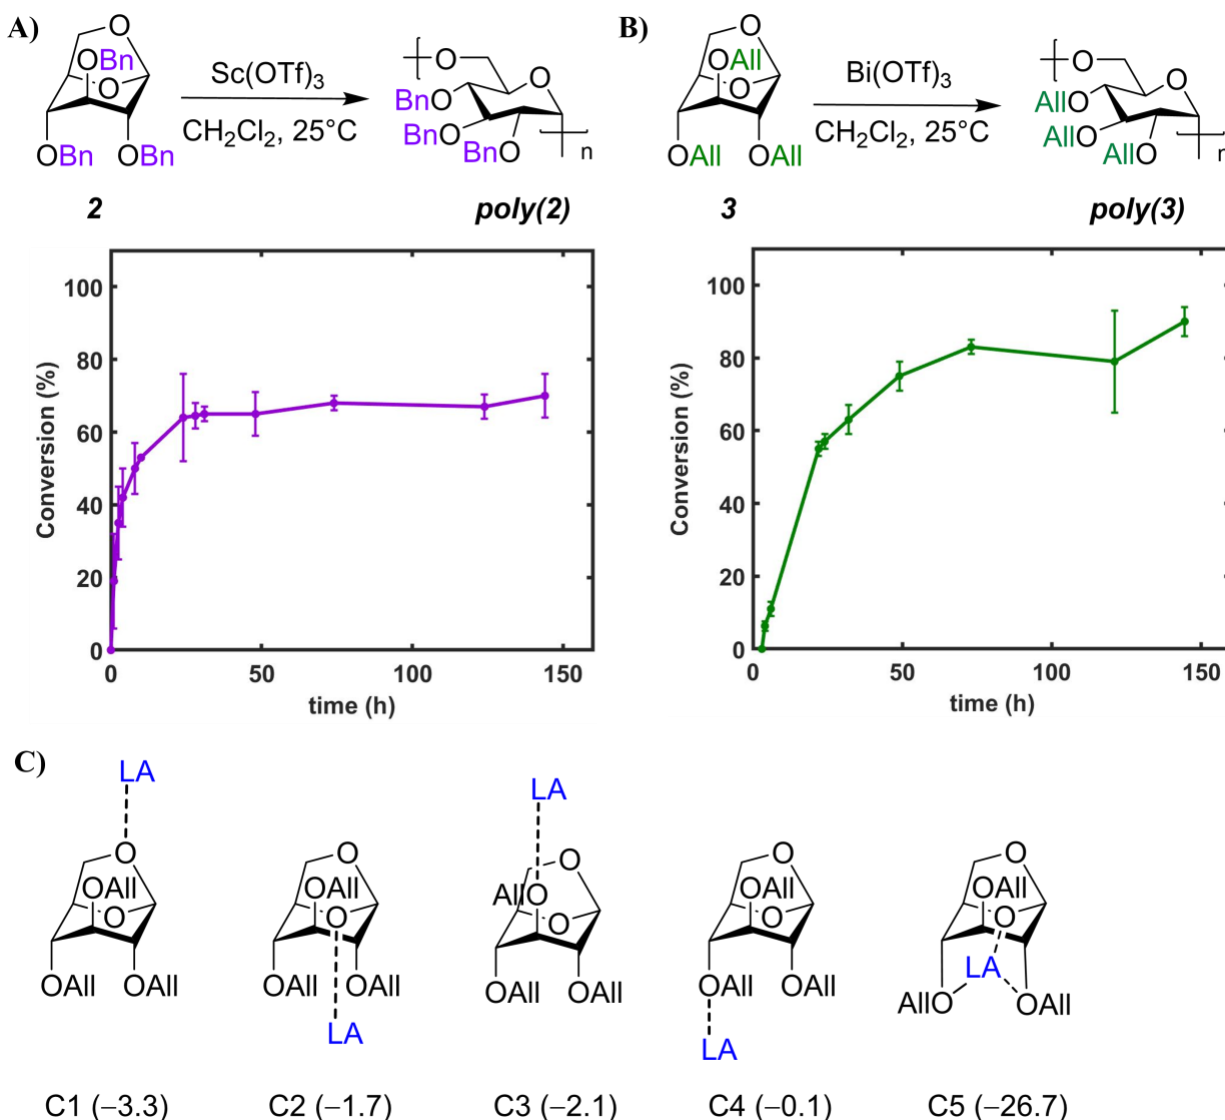 A)
O
OBn
O
OBn OBn
2
Sc(OTf)3
CH2Cl2, 25°C
O
O
BnO
BnO
BnO
n
poly(2)
B)
O
OAll
O
OAll OAll
3
Bi(OTf)3
CH2Cl2, 25°C
O
O
AllO
AllO
AllO
n
poly(3)
Conversion (%)
100
80
60
40
20
0
0 50 100 150
time (h)
Conversion (%)
100
80
60
40
20
0
0 50 100 150
time (h)
C)
LA
O
OAll
O
OAll OAll
C1 (−3.3)
O
OAll
O
OAll OAll
LA
C2 (−1.7)
LA
O
AllO
O
OAll OAll
C3 (−2.1)
O
OAll
O
OAll OAll
LA
C4 (−0.1)
O
OAll
O
LA
AllO OAll
C5 (−26.7)